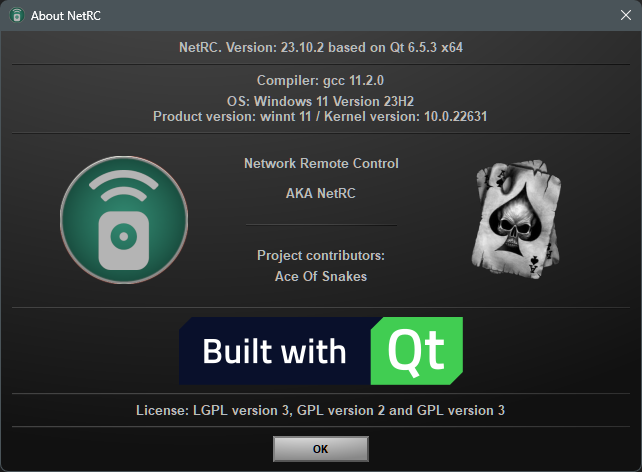 About NetRC
NetRC. Version: 23.10.2 based on Qt 6.5.3 x64
Compiler: gcc 11.2.0
OS: Windows 11 Version 23H2
Product version: winnt 11 / Kernel version: 10.0.22631
Network Remote Control
AKA NetRC
Project contributors:
Ace Of Snakes
Built with Qt
License: LGPL version 3, GPL version 2 and GPL version 3
OK